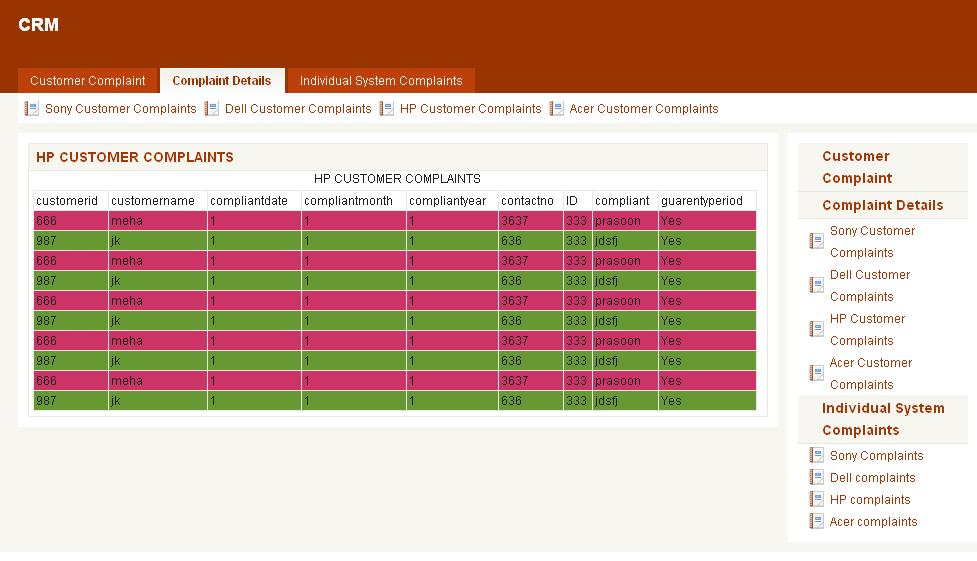 CRM
Customer Complaint Complaint Details Individual System Complaints
Sony Customer Complaints Dell Customer Complaints HP Customer Complaints Acer Customer Complaints
HP CUSTOMER COMPLAINTS
HP CUSTOMER COMPLAINTS
customerid customername compliantdate compliantmonth compliantyear contactno ID compliant guarentyperiod
666 meha 1 1 1 3637 333 prasoon Yes
987 jk 1 1 1 636 333 jdsfj Yes
666 meha 1 1 1 3637 333 prasoon Yes
987 jk 1 1 1 636 333 jdsfj Yes
666 meha 1 1 1 3637 333 prasoon Yes
987 jk 1 1 1 636 333 jdsfj Yes
666 meha 1 1 1 3637 333 prasoon Yes
987 jk 1 1 1 636 333 jdsfj Yes
666 meha 1 1 1 3637 333 prasoon Yes
987 jk 1 1 1 636 333 jdsfj Yes
Customer
Complaint
Complaint Details
Sony Customer
Complaints
Dell Customer
Complaints
HP Customer
Complaints
Acer Customer
Complaints
Individual System
Complaints
Sony Complaints
Dell complaints
HP complaints
Acer complaints